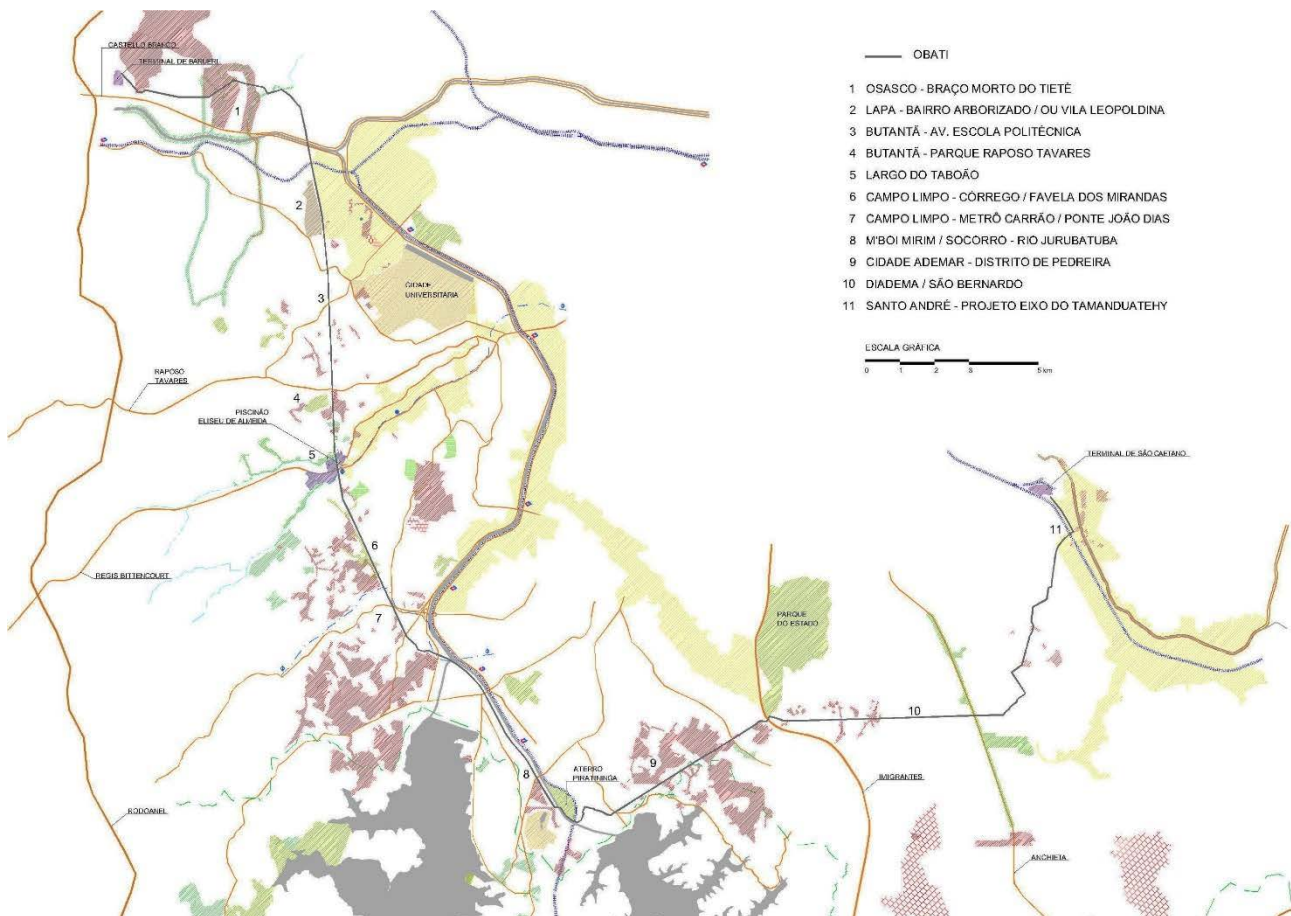 OBATI
1 OSASCO - BRAÇO MORTO DO TIETÊ
2 LAPA - BAIRRO ARBORIZADO / OU VILA LEOPOLDINA
3 BUTANTÃ - AV. ESCOLA POLITÉCNICA
4 BUTANTÃ - PARQUE RAPOSO TAVARES
5 LARGO DO TABOÃO
6 CAMPO LIMPO - CÓRREGO / FAVELA DOS MIRANDAS
7 CAMPO LIMPO - METRÔ CARRÃO / PONTE JOÃO DIAS
8 M'BOI MIRIM / SOCORRO - RIO JURUBATUBA
9 CIDADE ADEMAR - DISTRITO DE PEDREIRA
10 DIADEMA / SÃO BERNARDO
11 SANTO ANDRÉ - PROJETO EIXO DO TAMANDUATEHY
ESCALA GRÁFICA
0 1 2 3 5 km
CASTELLO BRANCO
TERMINAL DE BARUERI
1
2
CIDADE
UNIVERSITARIA
3
RAPOSO
TAVARES
4
PISCINÃO
ELISEU DE ALMEIDA
5
TERMINAL DE SÃO CAETANO
11
6
REGIS BITTENCOURT
7
PARQUE
DO ESTADO
10
9
8
ATERRO
PIRATININGA
IMIGRANTES
RODOANEL
ANCHIETA